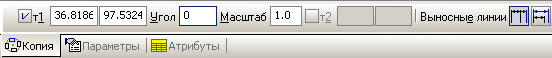 т1 36.8186 97.5324 Угол 0 Масштаб 1.0 т2 Выносные линии
Копия Параметры Атрибуты